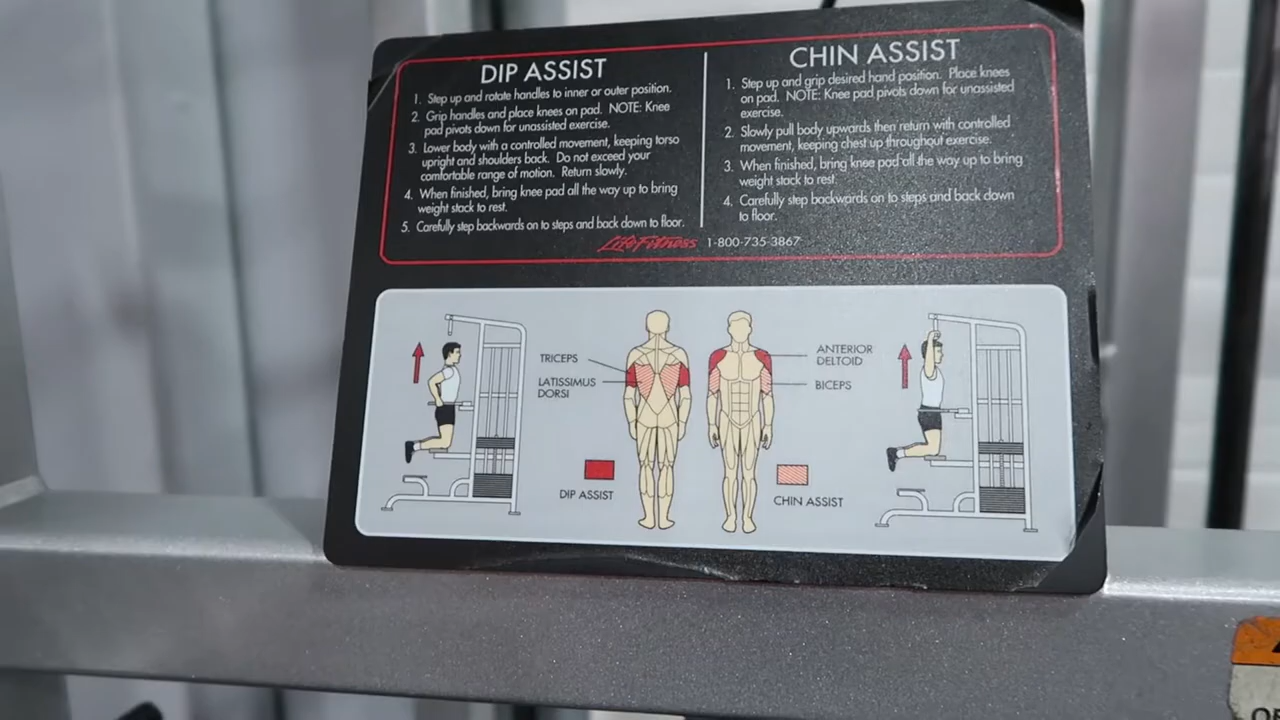 DIP ASSIST
1. Step up and rotate handles to inner or outer position.
2. Grip handles and place knees on pad. NOTE: Knee
pad pivots down for unassisted exercise.
3. Lower body with a controlled movement, keeping torso
upright and shoulders back. Do not exceed your
comfortable range of motion. Return slowly.
4. When finished, bring knee pad all the way up to bring
weight stack to rest.
5. Carefully step backwards on to steps and back down to floor.
CHIN ASSIST
1. Step up and grip desired hand position. Place knees
on pad. NOTE: Knee pad pivots down for unassisted
exercise.
2. Slowly pull body upwards then return with controlled
movement, keeping chest up throughout exercise.
3. When finished, bring knee pad all the way up to bring
weight stack to rest.
4. Carefully step backwards on to steps and back down
to floor.
Life Fitness 1-800-735-3867
TRICEPS
LATISSIMUS
DORSI
ANTERIOR
DELTOID
BICEPS
DIP ASSIST
CHIN ASSIST